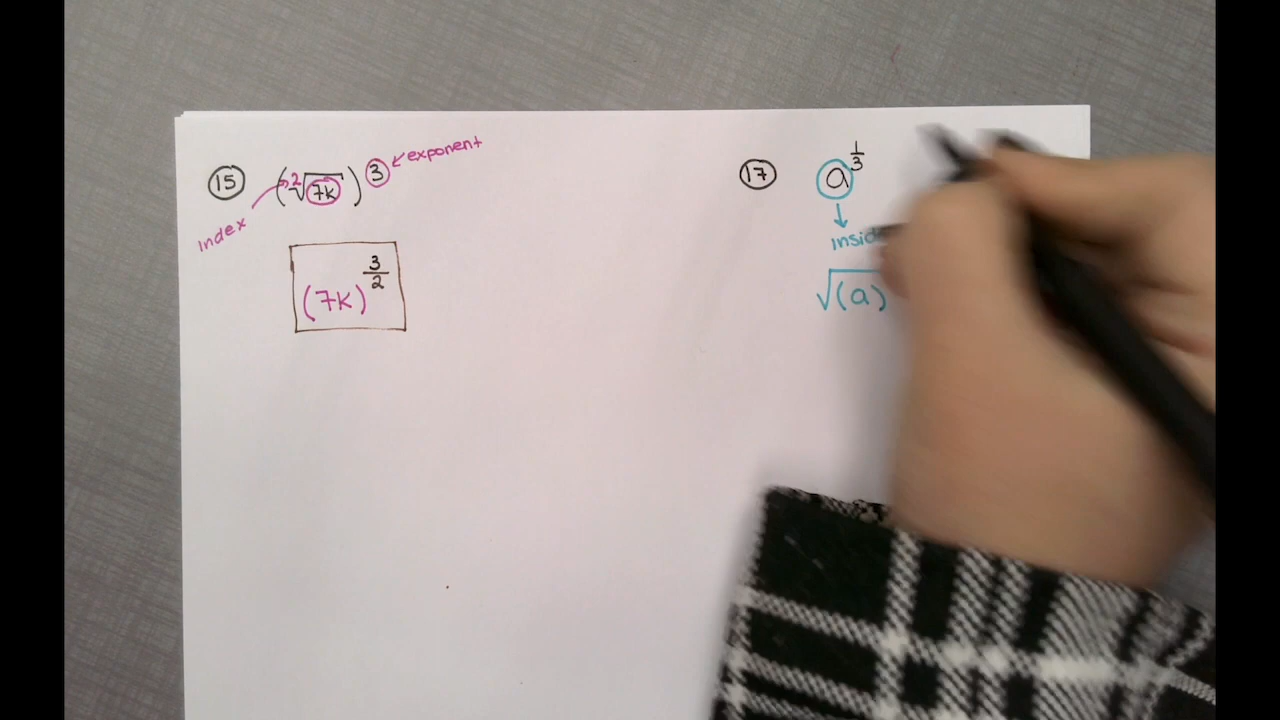 15 (²√7k)³ ← exponent
index
(7k)^(3/2)
17 a^(1/3)
↓
√(a)